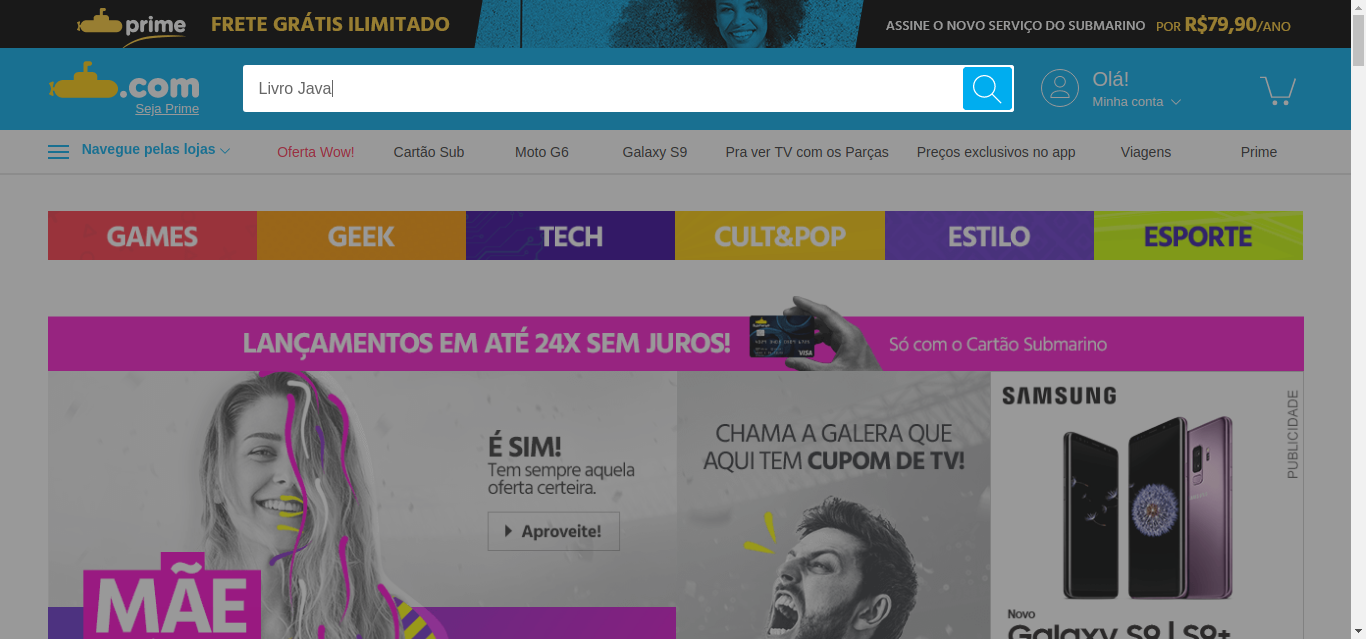 prime FRETE GRÁTIS ILIMITADO ASSINE O NOVO SERVIÇO DO SUBMARINO POR R$79,90/ANO
.com
Seja Prime
Livro Java
Olá!
Minha conta
Navegue pelas lojas Oferta Wow! Cartão Sub Moto G6 Galaxy S9 Pra ver TV com os Parças Preços exclusivos no app Viagens Prime
GAMES GEEK TECH CULT&POP ESTILO ESPORTE
LANÇAMENTOS EM ATÉ 24X SEM JUROS! VISA Só com o Cartão Submarino
É SIM!
Tem sempre aquela
oferta certeira.
Aproveite!
MÃE
CHAMA A GALERA QUE
AQUI TEM CUPOM DE TV!
SAMSUNG
PUBLICIDADE
Novo
Galaxy S9 | S9+